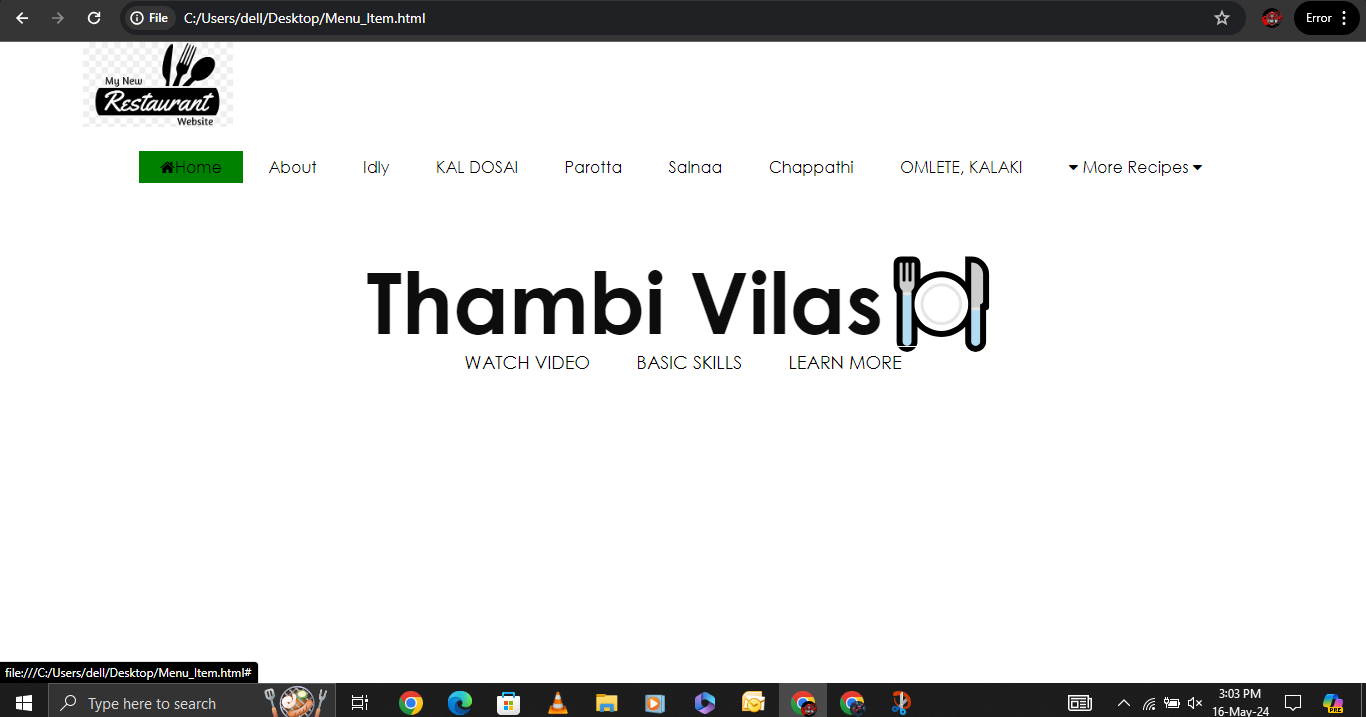 File C:/Users/dell/Desktop/Menu_Item.html Error
My New
Restaurant
Website
Home About Idly KAL DOSAI Parotta Salnaa Chappathi OMLETE, KALAKI More Recipes
Thambi Vilas
WATCH VIDEO BASIC SKILLS LEARN MORE
file:///C:/Users/dell/Desktop/Menu_Item.html#
Type here to search
3:03 PM
16-May-24
PRE